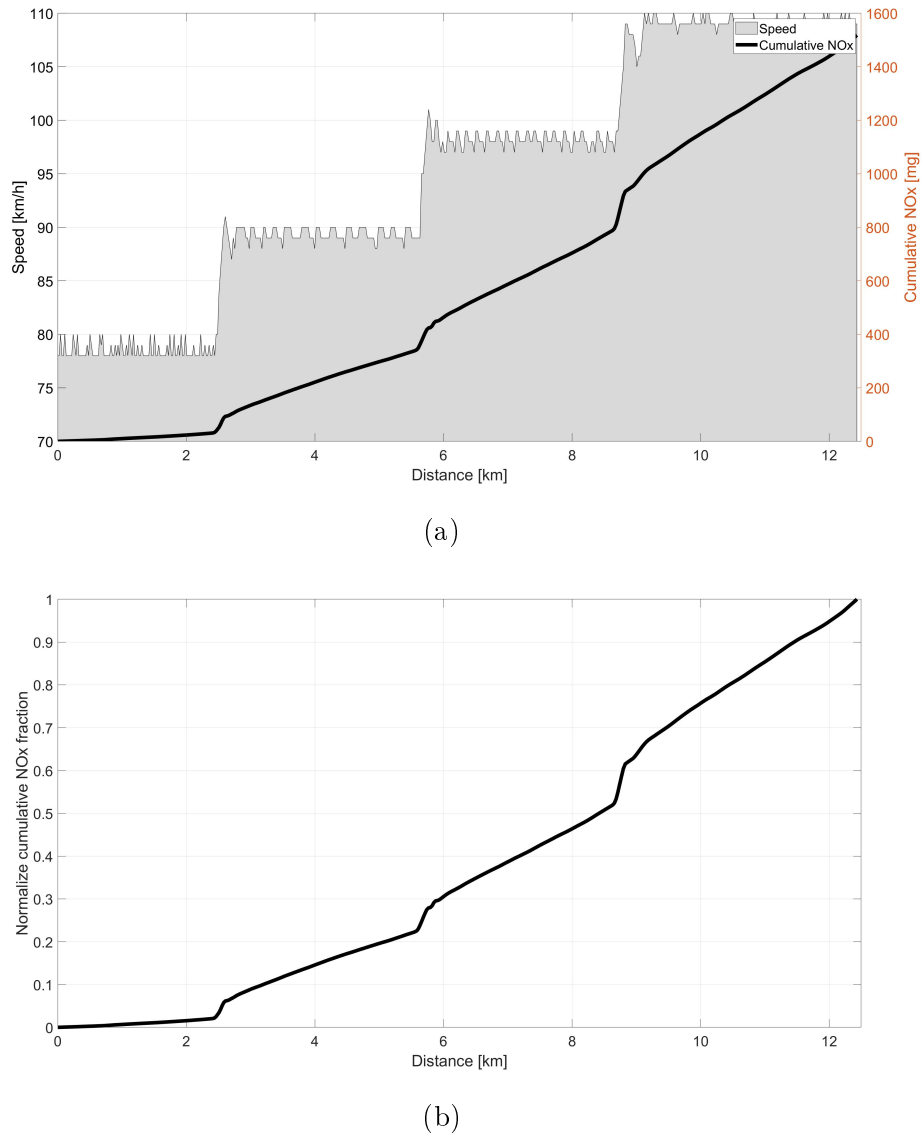 110
105
100
95
90
85
80
75
70
Speed [km/h]
1600
1400
1200
1000
800
600
400
200
0
Cumulative NOx [mg]
Speed
Cumulative NOx
0 2 4 6 8 10 12
Distance [km]
(a)
1
0.9
0.8
0.7
0.6
0.5
0.4
0.3
0.2
0.1
0
Normalize cumulative NOx fraction
0 2 4 6 8 10 12
Distance [km]
(b)